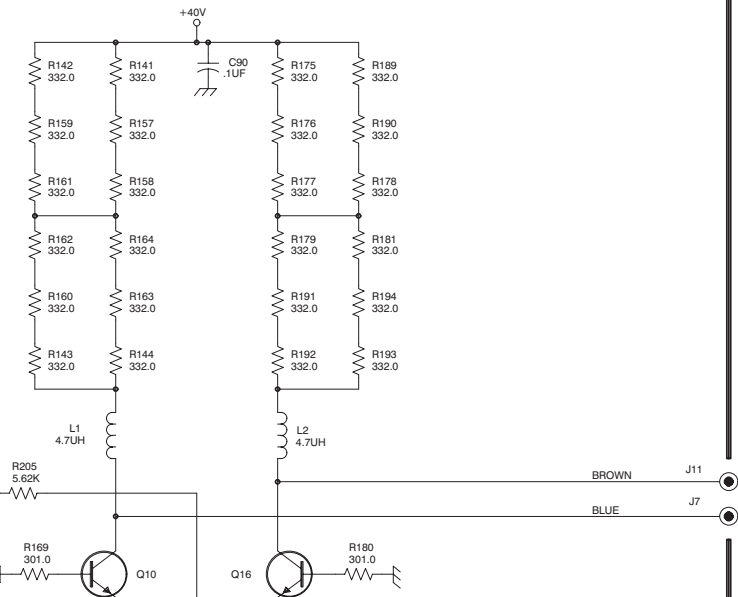 +40V
R142
332.0
R141
332.0
C90
.1UF
R175
332.0
R189
332.0
R159
332.0
R157
332.0
R176
332.0
R190
332.0
R161
332.0
R158
332.0
R177
332.0
R178
332.0
R162
332.0
R164
332.0
R179
332.0
R181
332.0
R160
332.0
R163
332.0
R191
332.0
R194
332.0
R143
332.0
R144
332.0
R192
332.0
R193
332.0
L1
4.7UH
L2
4.7UH
R205
5.62K
BROWN
J11
BLUE
J7
R169
301.0
Q10
Q16
R180
301.0